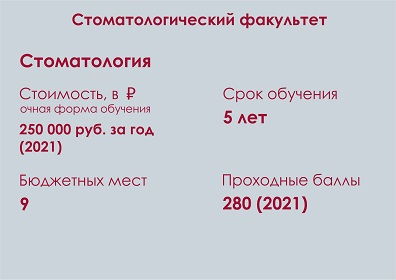 Стоматологический факультет
Стоматология
Стоимость, в ₽
очная форма обучения
250 000 руб. за год
(2021)
Срок обучения
5 лет
Бюджетных мест
9
Проходные баллы
280 (2021)